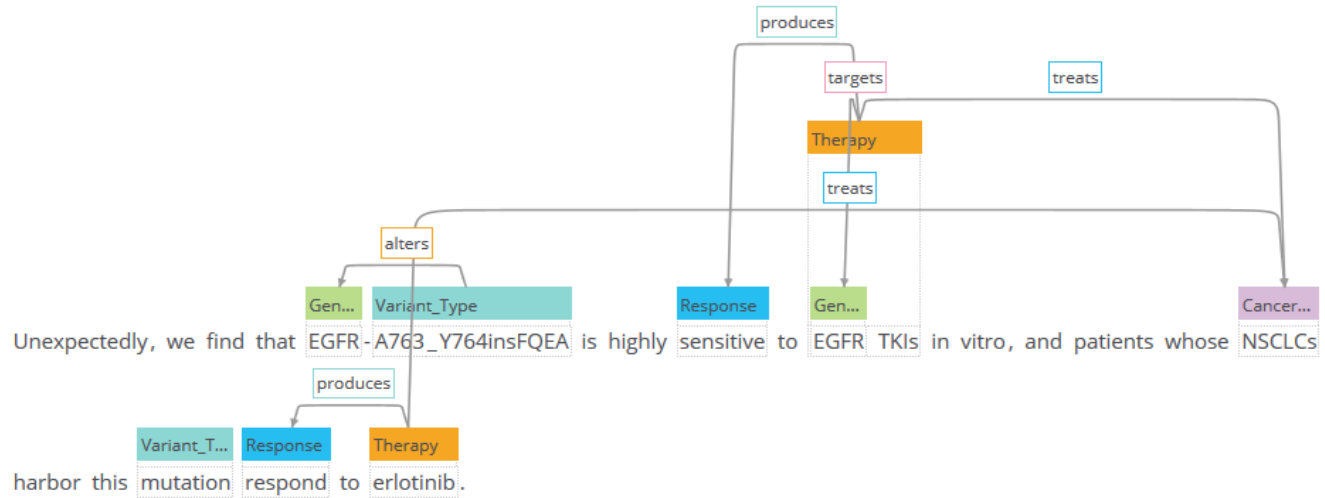 produces
targets treats
Therapy
treats
alters
Gen... Variant_Type Response Gen... Cancer...
Unexpectedly, we find that EGFR-A763_Y764insFQEA is highly sensitive to EGFR TKIs in vitro, and patients whose NSCLCs
produces
Variant_T... Response Therapy
harbor this mutation respond to erlotinib.